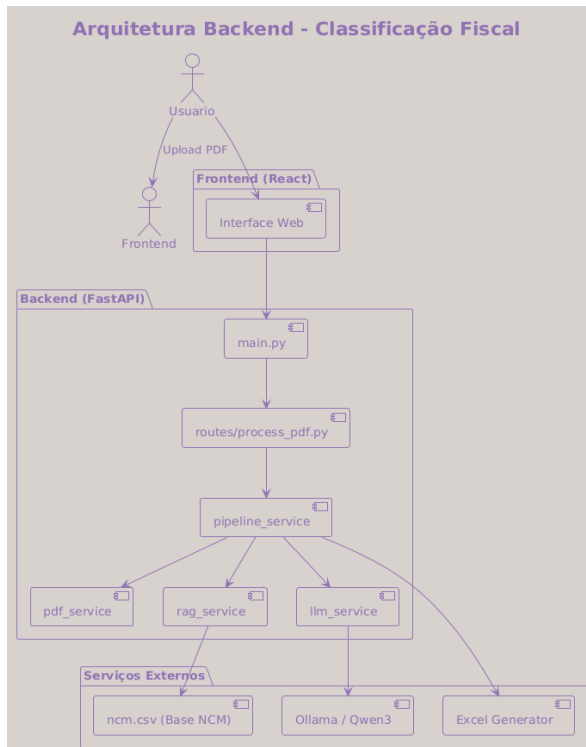 Arquitetura Backend - Classificação Fiscal
Usuario
Upload PDF
Frontend (React)
Interface Web
Frontend
Backend (FastAPI)
main.py
routes/process_pdf.py
pipeline_service
pdf_service
rag_service
llm_service
Serviços Externos
ncm.csv (Base NCM)
Ollama / Qwen3
Excel Generator